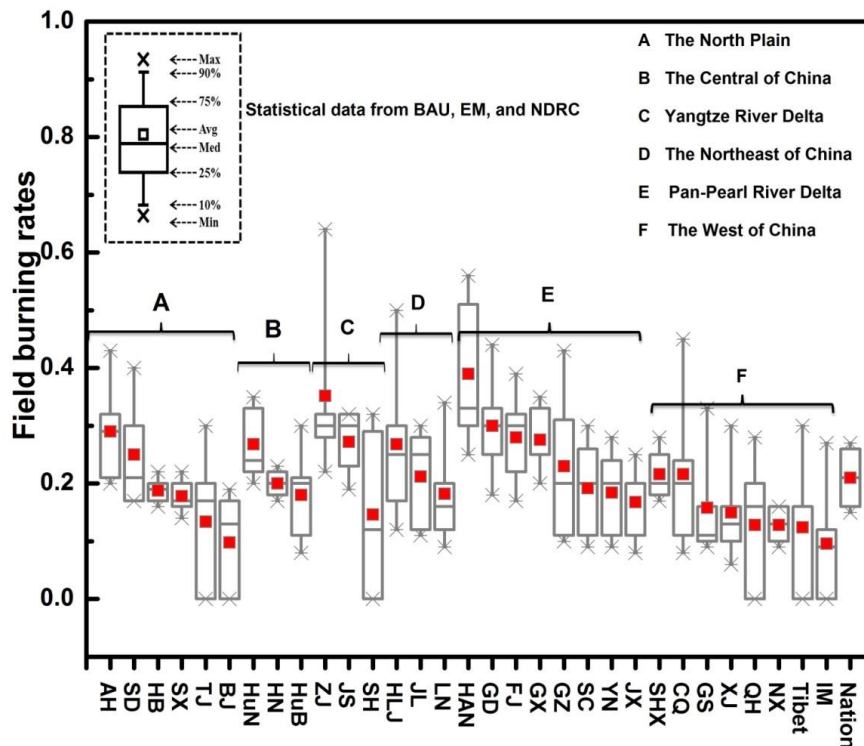 1.0
0.8
0.6
0.4
0.2
0.0
Field burning rates
Max
90%
75%
Avg
Med
25%
10%
Min
Statistical data from BAU, EM, and NDRC
A The North Plain
B The Central of China
C Yangtze River Delta
D The Northeast of China
E Pan-Pearl River Delta
F The West of China
A
B
C
D
E
F
AH
SD
HB
SX
TJ
BJ
HuN
HN
HuB
ZJ
JS
SH
HLJ
JL
LN
HAN
GD
FJ
GX
GZ
SC
YN
JX
SHX
CQ
GS
XJ
QH
NX
Tibet
IM
Nation